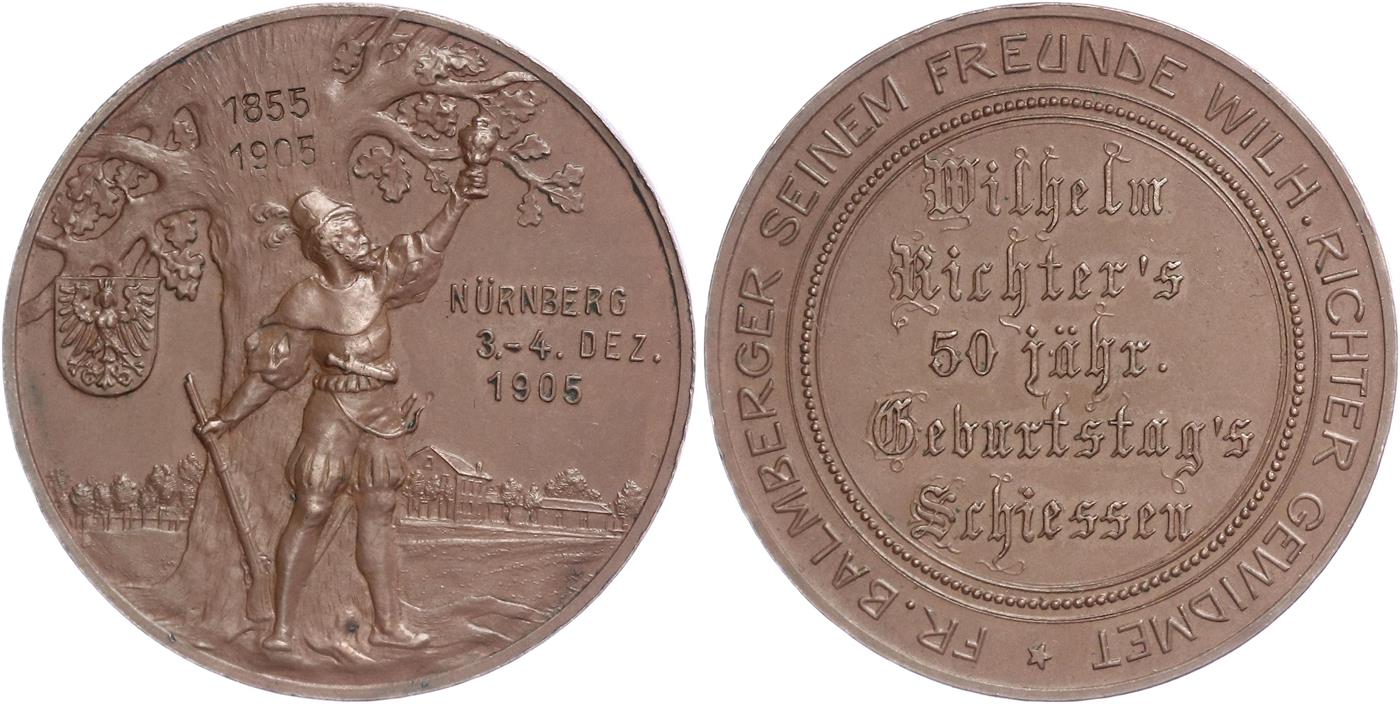 1855
1905
NÜRNBERG
3.-4. DEZ.
1905
FR. BALMBERGER SEINEM FREUNDE WILH. RICHTER GEWIDMET
Wilhelm
Richter's
50 jähr.
Geburtstag's
Schiessen